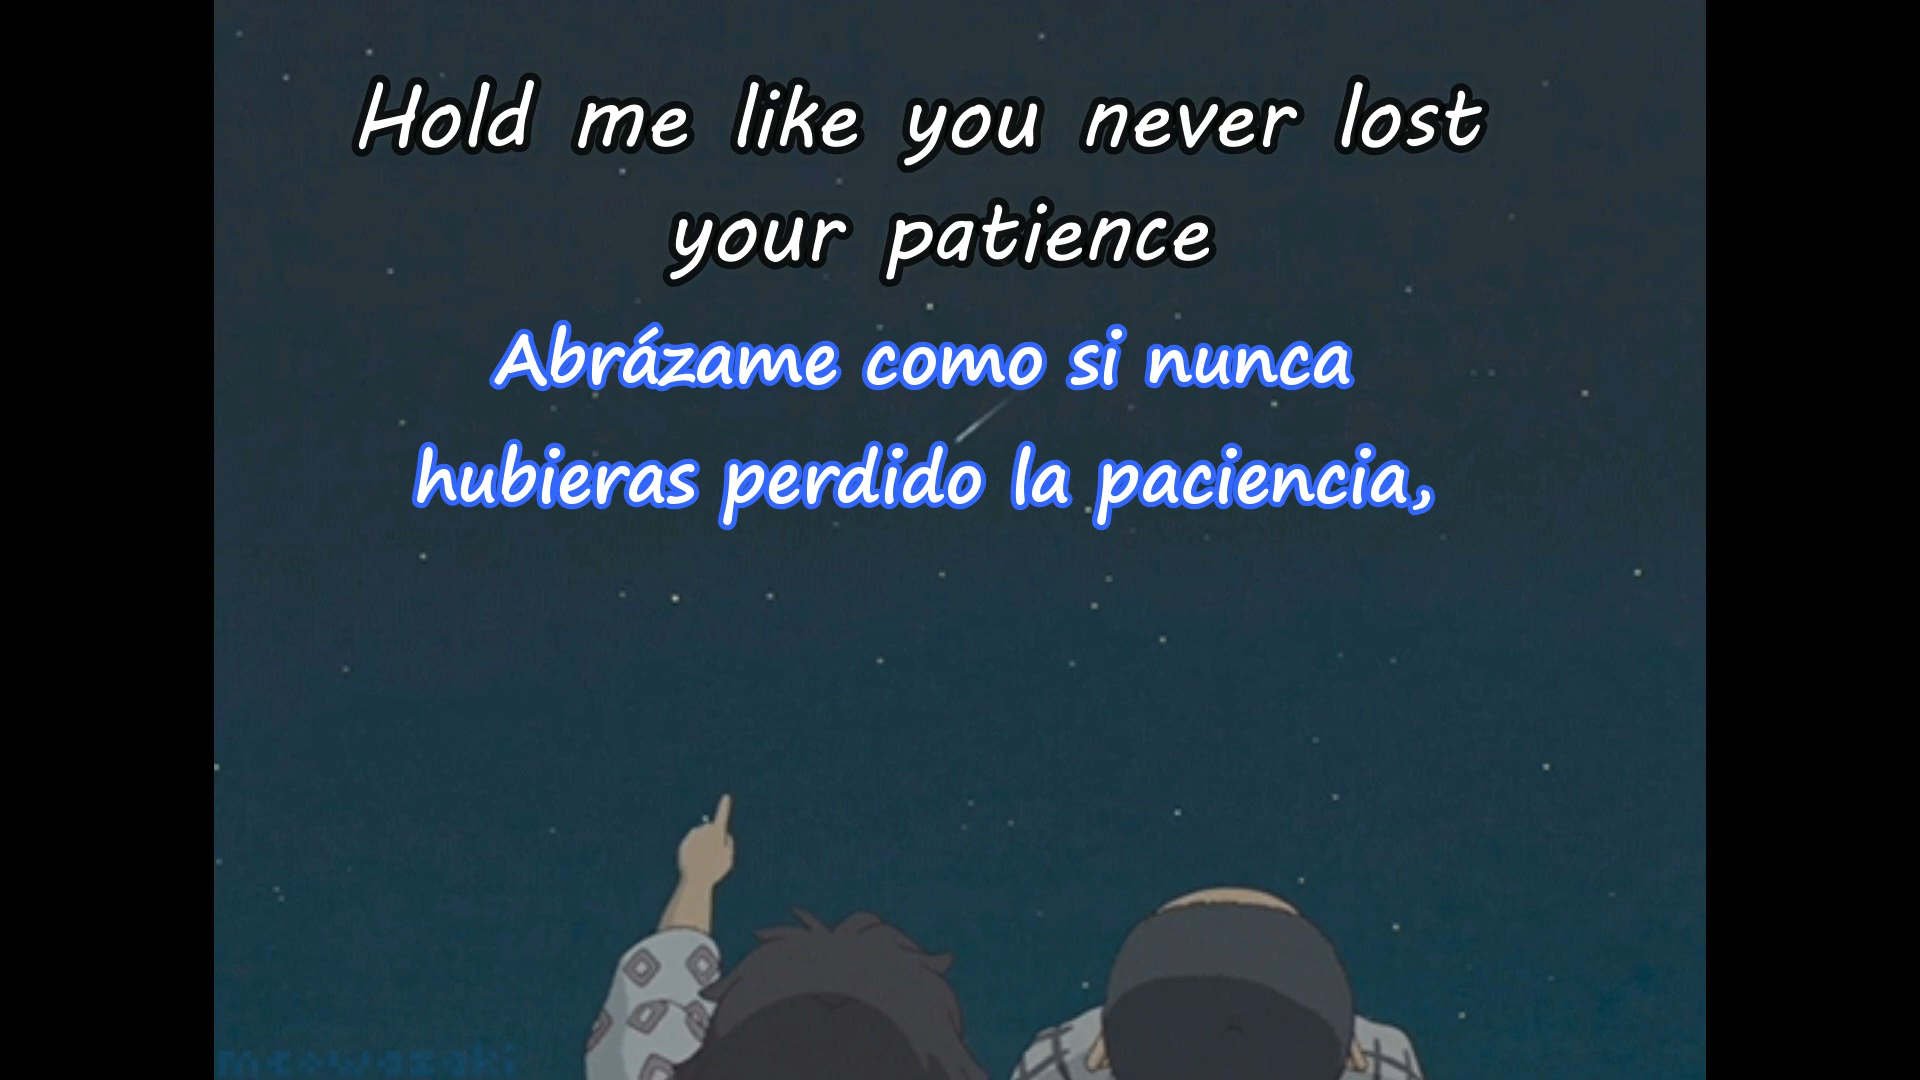 Hold me like you never lost
your patience
Abrázame como si nunca
hubieras perdido la paciencia,